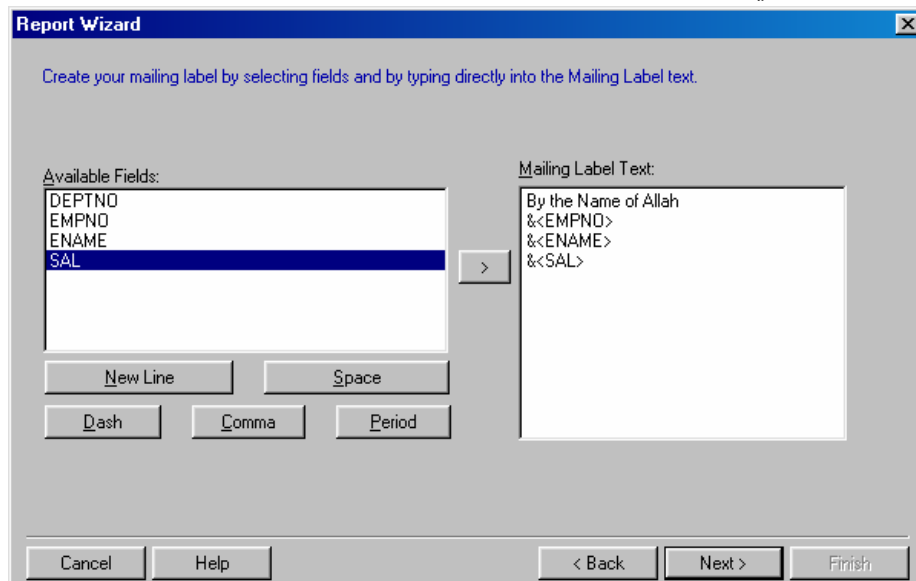 Report Wizard
Create your mailing label by selecting fields and by typing directly into the Mailing Label text.
Available Fields:
DEPTNO
EMPNO
ENAME
SAL
>
Mailing Label Text:
By the Name of Allah
&<EMPNO>
&<ENAME>
&<SAL>
New Line
Space
Dash
Comma
Period
Cancel
Help
< Back
Next >
Finish